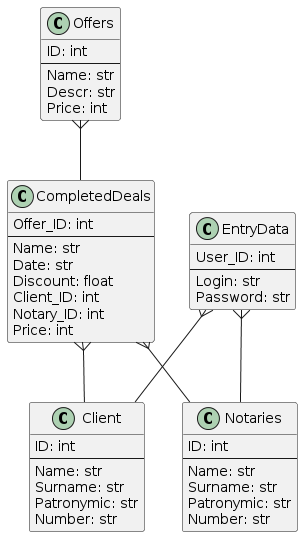 C Offers
ID: int
Name: str
Descr: str
Price: int
C CompletedDeals
Offer_ID: int
Name: str
Date: str
Discount: float
Client_ID: int
Notary_ID: int
Price: int
C EntryData
User_ID: int
Login: str
Password: str
C Client
ID: int
Name: str
Surname: str
Patronymic: str
Number: str
C Notaries
ID: int
Name: str
Surname: str
Patronymic: str
Number: str